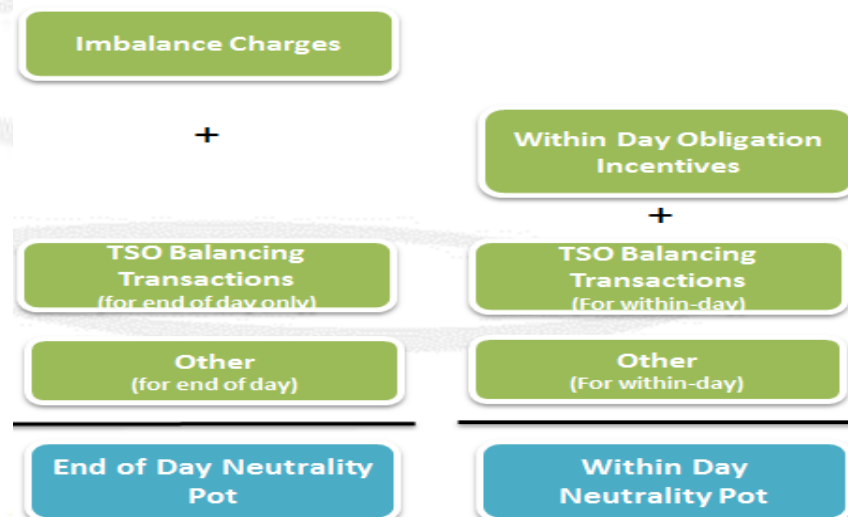 Imbalance Charges
+
TSO Balancing
Transactions
(for end of day only)
Other
(for end of day)
End of Day Neutrality
Pot
Within Day Obligation
Incentives
+
TSO Balancing
Transactions
(For within-day)
Other
(For within-day)
Within Day
Neutrality Pot